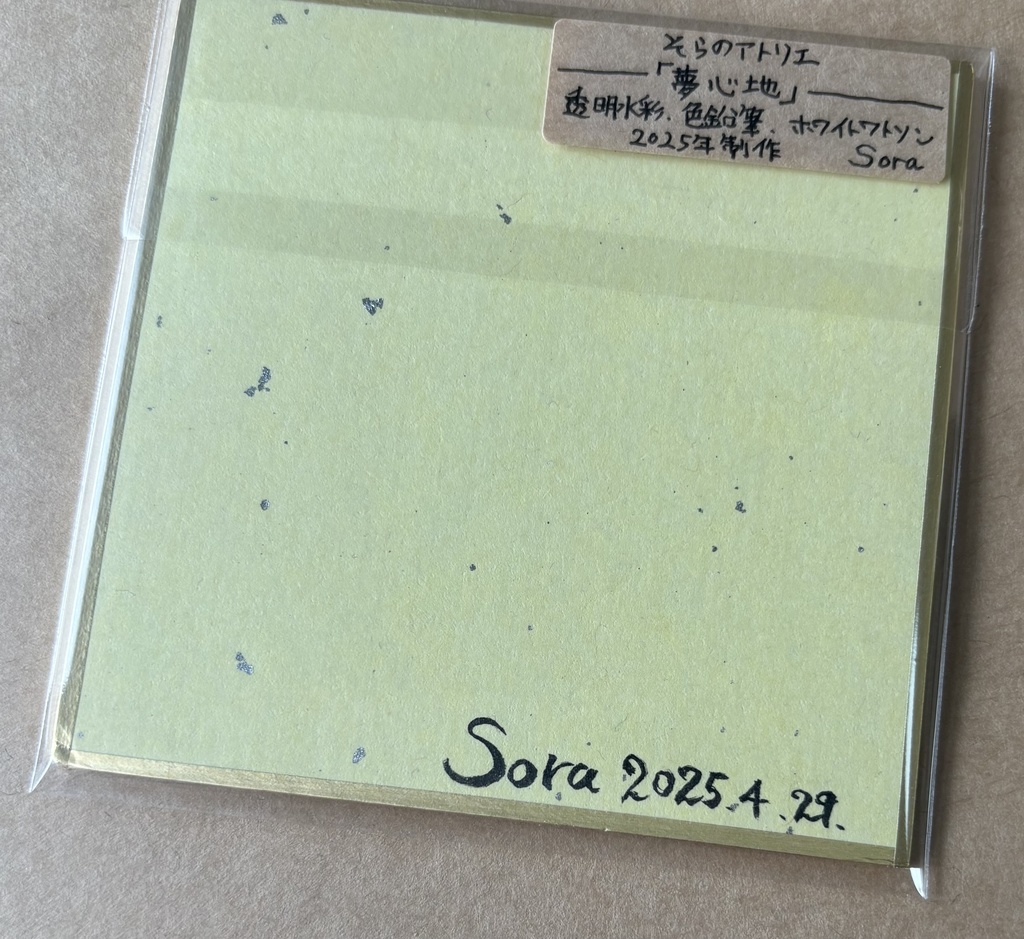 そらのアトリエ
「夢心地」
透明水彩、色鉛筆、ホワイトワトソン
2025年制作 Sora
Sora 2025.4.29.